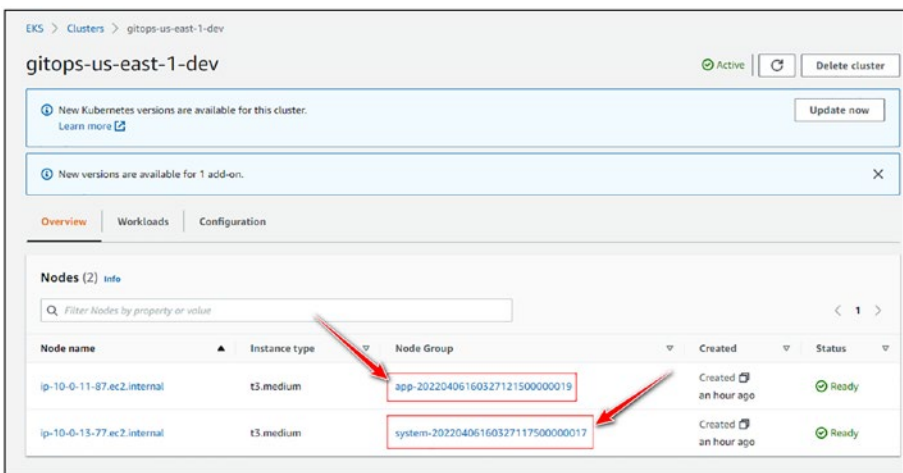 EKS > Clusters > gitops-us-east-1-dev
gitops-us-east-1-dev
Active
Delete cluster
New Kubernetes versions are available for this cluster.
Learn more
Update now
New versions are available for 1 add-on.
Overview Workloads Configuration
Nodes (2) Info
Filter Nodes by property or value
< 1 >
Node name Instance type Node Group Created Status
ip-10-0-11-87.ec2.internal t3.medium app-20220406160327121500000019 Created an hour ago Ready
ip-10-0-13-77.ec2.internal t3.medium system-20220406160327117500000017 Created an hour ago Ready